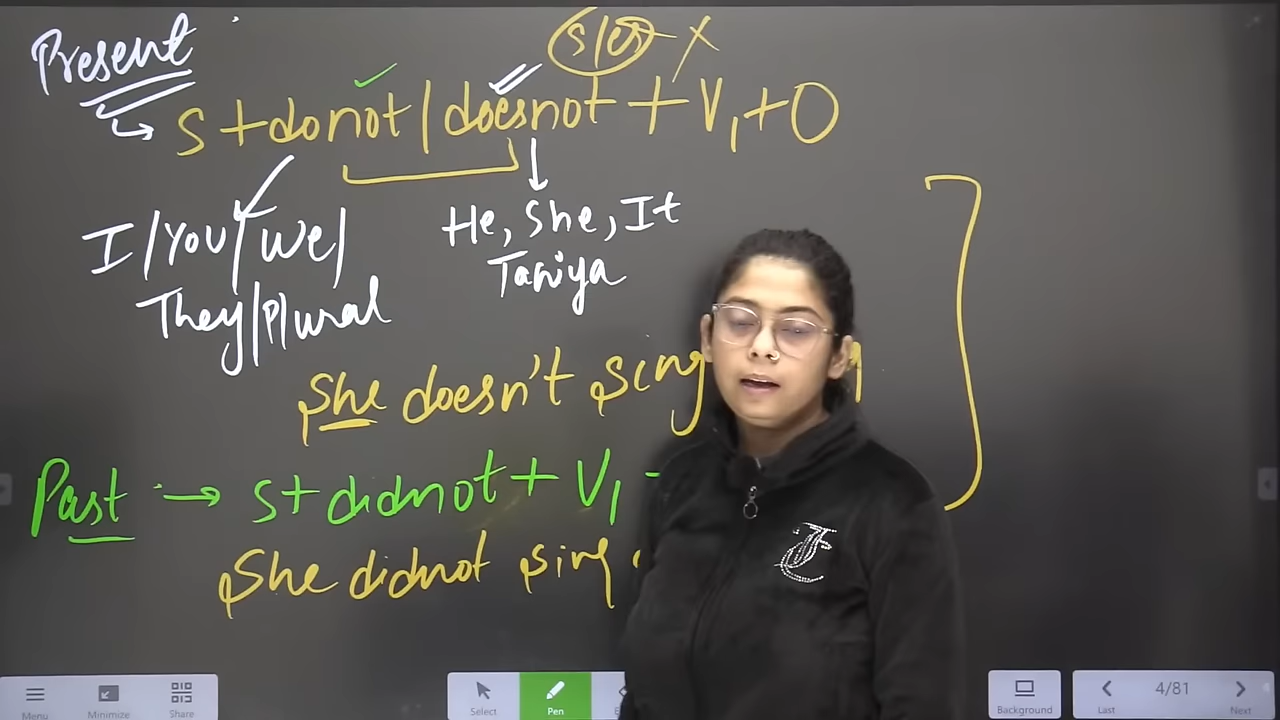 s/es X
Present
S + donot / doesnot + V1 + O
I / You / We /
They / Plural
He, She, It
Taniya
She doesn't sing
Past → S + didnot + V1 +
She didnot sing
Menu
Minimize
Share
Select
Pen
Background
4/81
Last
Next